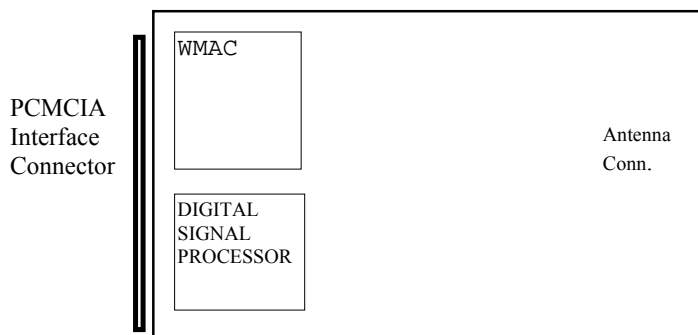 PCMCIA
Interface
Connector
WMAC
DIGITAL
SIGNAL
PROCESSOR
Antenna
Conn.